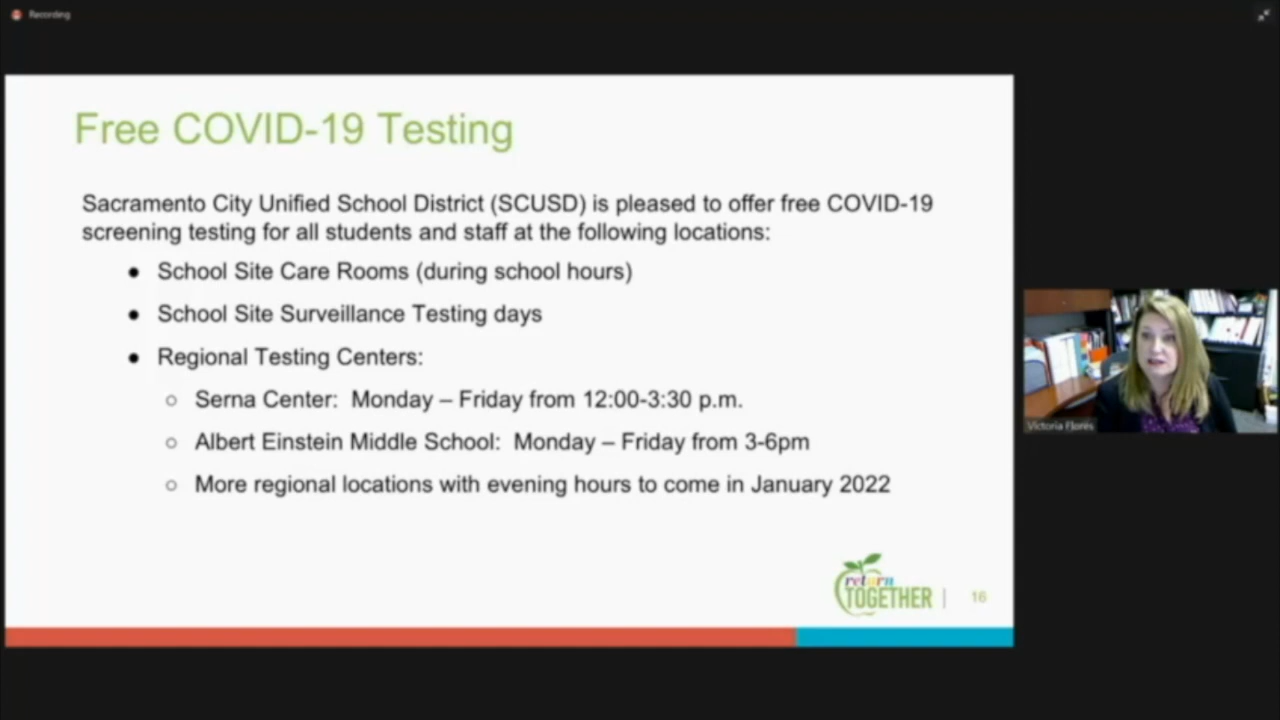 Recording
Free COVID-19 Testing
Sacramento City Unified School District (SCUSD) is pleased to offer free COVID-19
screening testing for all students and staff at the following locations:
● School Site Care Rooms (during school hours)
● School Site Surveillance Testing days
● Regional Testing Centers:
○ Serna Center: Monday – Friday from 12:00-3:30 p.m.
○ Albert Einstein Middle School: Monday – Friday from 3-6pm
○ More regional locations with evening hours to come in January 2022
return
TOGETHER | 16
Victoria Flores